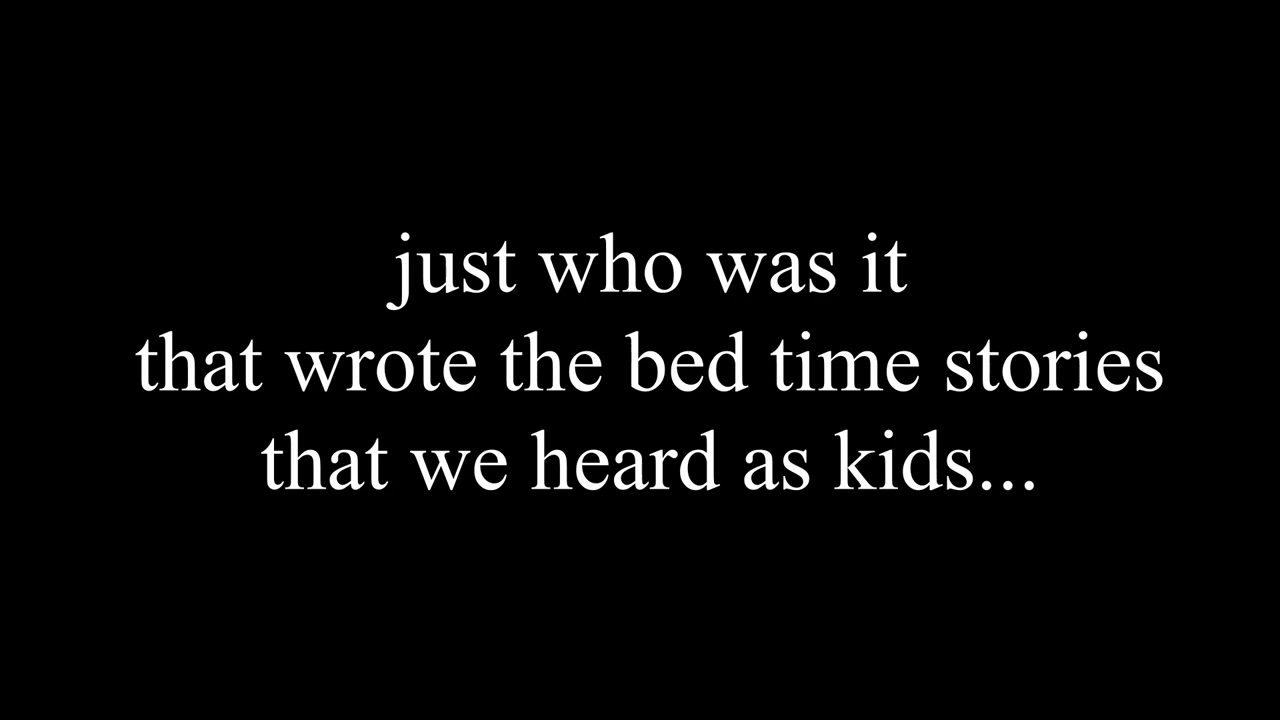 just who was it
that wrote the bed time stories
that we heard as kids...